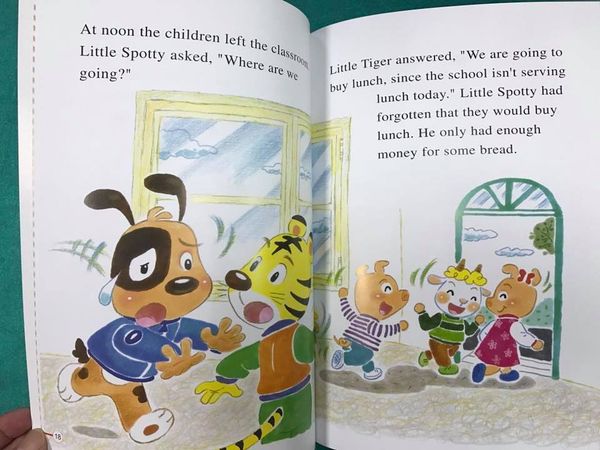 At noon the children left the classroom.
Little Spotty asked, "Where are we
going?"
Little Tiger answered, "We are going to
buy lunch, since the school isn't serving
lunch today." Little Spotty had
forgotten that they would buy
lunch. He only had enough
money for some bread.
18